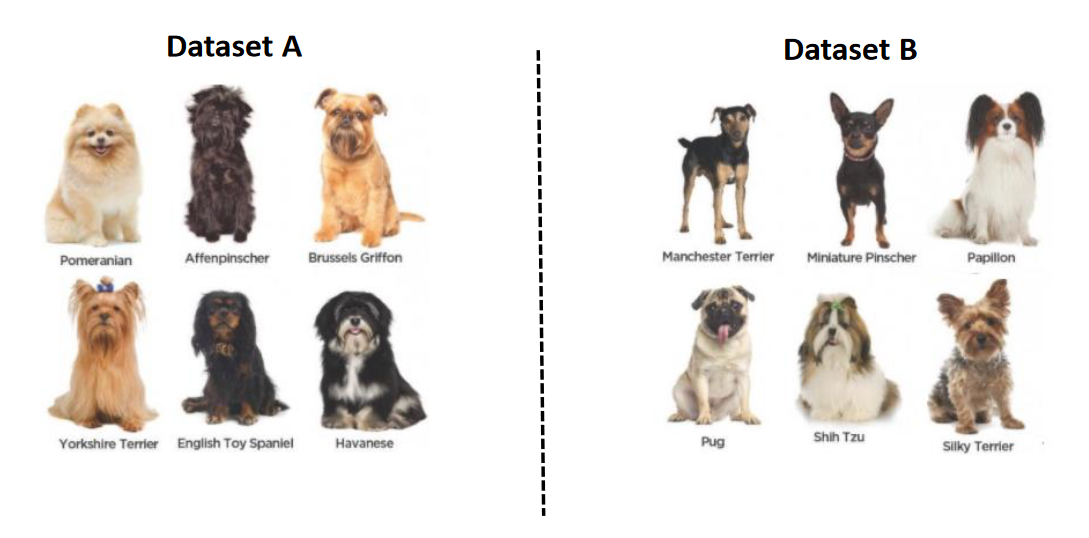 Dataset A
Dataset B
Pomeranian
Affenpinscher
Brussels Griffon
Manchester Terrier
Miniature Pinscher
Papillon
Yorkshire Terrier
English Toy Spaniel
Havanese
Pug
Shih Tzu
Silky Terrier